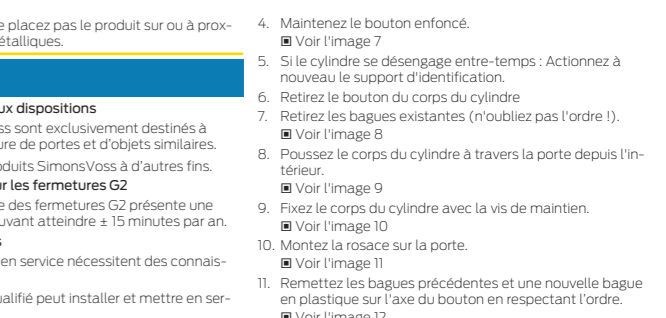 e placez pas le produit sur ou à prox-
étalliques.
ux dispositions
ss sont exclusivement destinés à
ure de portes et d'objets similaires.
oduits SimonsVoss à d'autres fins.
r les fermetures G2
e des fermetures G2 présente une
uvant atteindre ± 15 minutes par an.
s
en service nécessitent des connais-
ualifié peut installer et mettre en ser-
4. Maintenez le bouton enfoncé.
▣ Voir l'image 7
5. Si le cylindre se désengage entre-temps : Actionnez à
nouveau le support d'identification.
6. Retirez le bouton du corps du cylindre
7. Retirez les bagues existantes (n'oubliez pas l'ordre !).
▣ Voir l'image 8
8. Poussez le corps du cylindre à travers la porte depuis l'in-
térieur.
▣ Voir l'image 9
9. Fixez le corps du cylindre avec la vis de maintien.
▣ Voir l'image 10
10. Montez la rosace sur la porte.
▣ Voir l'image 11
11. Remettez les bagues précédentes et une nouvelle bague
en plastique sur l'axe du bouton en respectant l'ordre.
▣ Voir l'image 12